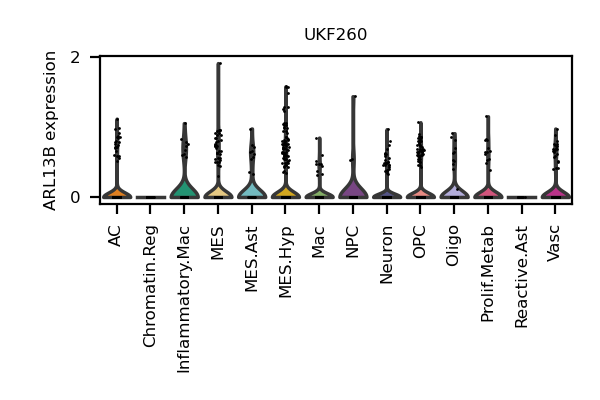 UKF260
ARL13B expression
2
0
AC
Chromatin.Reg
Inflammatory.Mac
MES
MES.Ast
MES.Hyp
Mac
NPC
Neuron
OPC
Oligo
Prolif.Metab
Reactive.Ast
Vasc